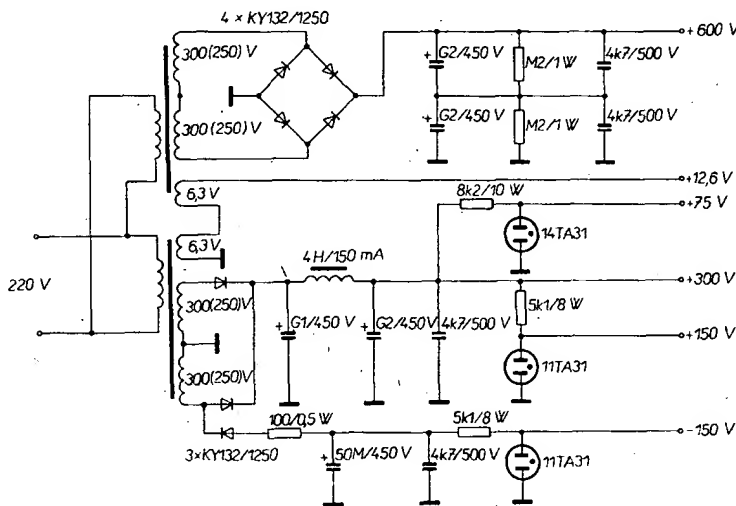 4 × KY132/1250
300(250) V
300(250) V
+
G2/450 V
M2/1 W
4k7/500 V
+600 V
+
G2/450 V
M2/1 W
4k7/500 V
6,3 V
+12,6 V
8k2/10 W
+75 V
14TA31
6,3 V
220 V
4H/150 mA
+300 V
300(250)V
+
G1/450 V
+
G2/450V
4k7/500 V
5k1/8 W
+150 V
11TA31
300(250)V
100/0,5 W
5k1/8 W
-150 V
3×KY132/1250
+
50M/450 V
4k7/500 V
11TA31